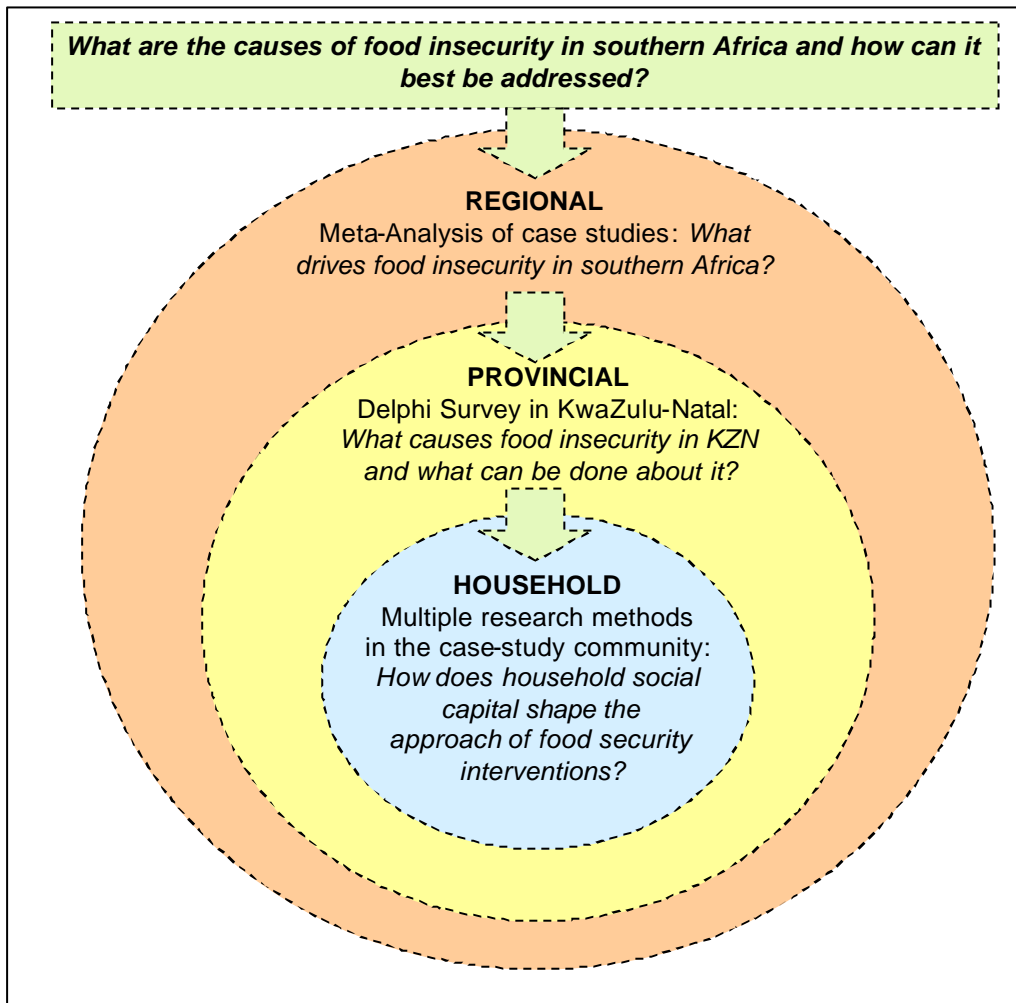 What are the causes of food insecurity in southern Africa and how can it
best be addressed?
REGIONAL
Meta-Analysis of case studies: What
drives food insecurity in southern Africa?
PROVINCIAL
Delphi Survey in KwaZulu-Natal:
What causes food insecurity in KZN
and what can be done about it?
HOUSEHOLD
Multiple research methods
in the case-study community:
How does household social
capital shape the
approach of food security
interventions?